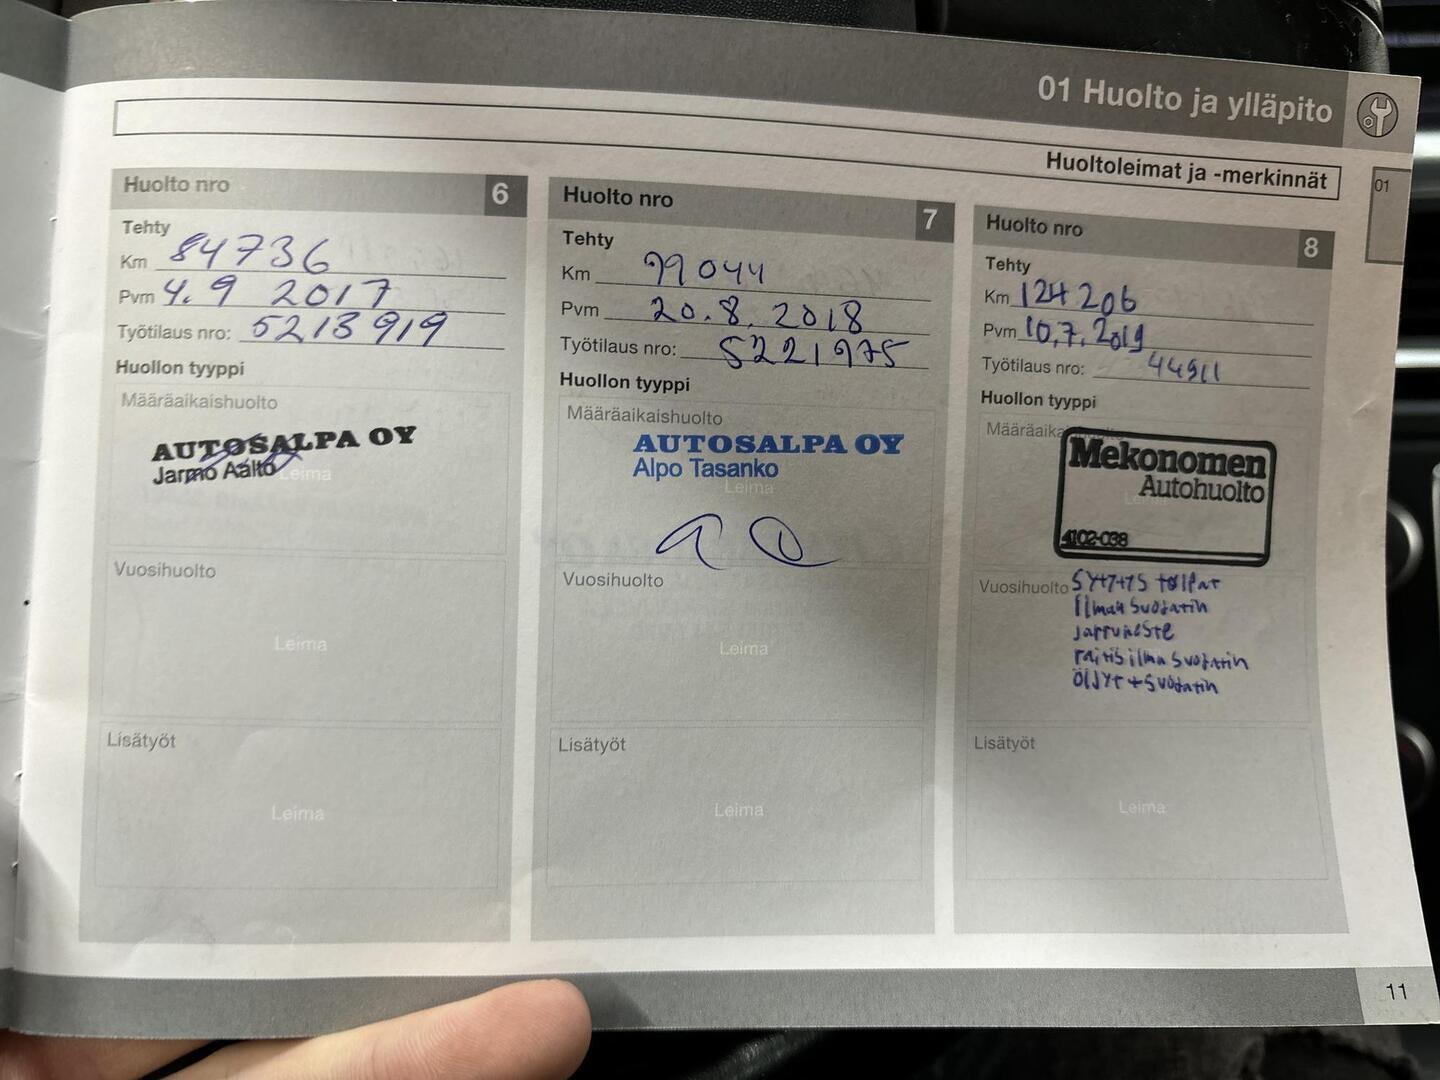 01 Huolto ja ylläpito
Huoltoleimat ja -merkinnät
01
Huolto nro 6
Tehty
Km 84736
Pvm 4.9 2017
Työtilaus nro: 5213919
Huollon tyyppi
Määräaikaishuolto
AUTOSALPA OY
Jarmo Aalto
Leima
Vuosihuolto
Leima
Lisätyöt
Leima
Huolto nro 7
Tehty
Km 99044
Pvm 20.8.2018
Työtilaus nro: 5221975
Huollon tyyppi
Määräaikaishuolto
AUTOSALPA OY
Alpo Tasanko
Leima
Vuosihuolto
Leima
Lisätyöt
Leima
Huolto nro 8
Tehty
Km 124206
Pvm 10.7.2019
Työtilaus nro: 44911
Huollon tyyppi
Määräaikaishuolto
Mekonomen
Autohuolto
4102-038
Vuosihuolto Sytytystulpat
Ilman suodatin
Jarruneste
raitisilma suodatin
Öljyt + suodatin
Lisätyöt
Leima
11